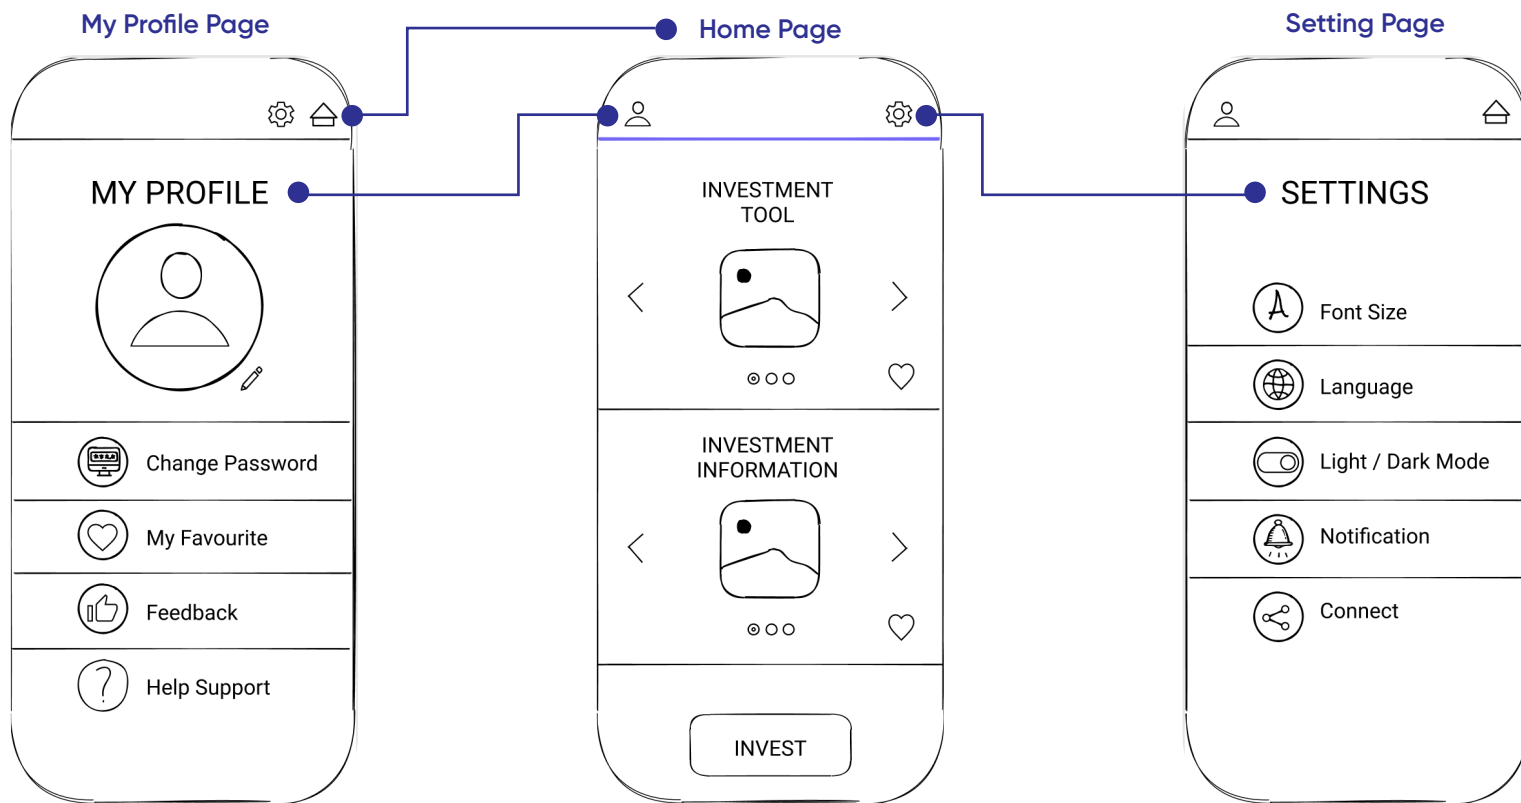 My Profile Page
Home Page
Setting Page
MY PROFILE
Change Password
My Favourite
Feedback
Help Support
INVESTMENT
TOOL
INVESTMENT
INFORMATION
INVEST
SETTINGS
A
Font Size
Language
Light / Dark Mode
Notification
Connect